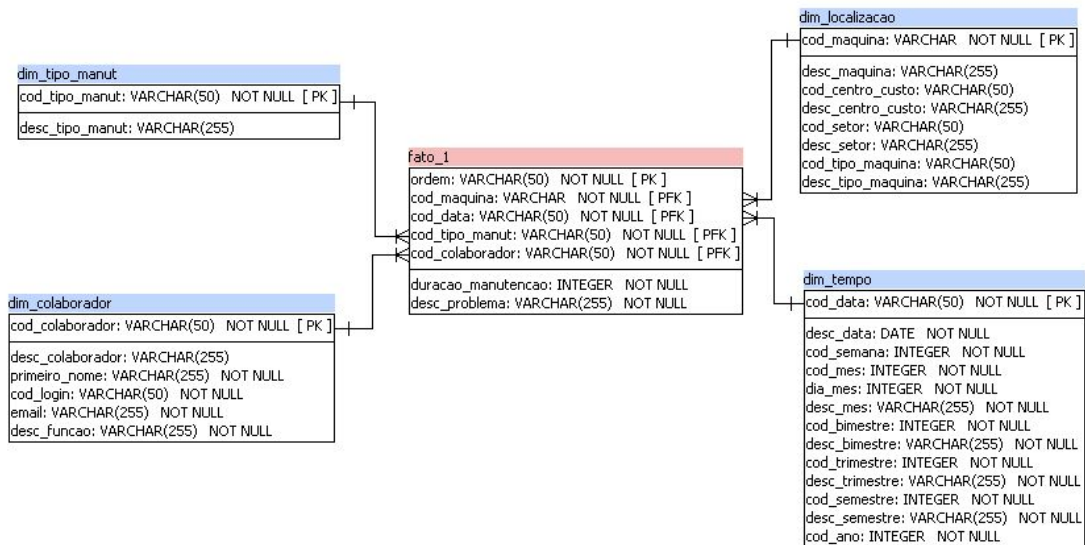 dim_tipo_manut
cod_tipo_manut: VARCHAR(50) NOT NULL [ PK ]
desc_tipo_manut: VARCHAR(255)
dim_colaborador
cod_colaborador: VARCHAR(50) NOT NULL [ PK ]
desc_colaborador: VARCHAR(255)
primeiro_nome: VARCHAR(255) NOT NULL
cod_login: VARCHAR(50) NOT NULL
email: VARCHAR(255) NOT NULL
desc_funcao: VARCHAR(255) NOT NULL
fato_1
ordem: VARCHAR(50) NOT NULL [ PK ]
cod_maquina: VARCHAR NOT NULL [ PFK ]
cod_data: VARCHAR(50) NOT NULL [ PFK ]
cod_tipo_manut: VARCHAR(50) NOT NULL [ PFK ]
cod_colaborador: VARCHAR(50) NOT NULL [ PFK ]
duracao_manutencao: INTEGER NOT NULL
desc_problema: VARCHAR(255) NOT NULL
dim_localizacao
cod_maquina: VARCHAR NOT NULL [ PK ]
desc_maquina: VARCHAR(255)
cod_centro_custo: VARCHAR(50)
desc_centro_custo: VARCHAR(255)
cod_setor: VARCHAR(50)
desc_setor: VARCHAR(255)
cod_tipo_maquina: VARCHAR(50)
desc_tipo_maquina: VARCHAR(255)
dim_tempo
cod_data: VARCHAR(50) NOT NULL [ PK ]
desc_data: DATE NOT NULL
cod_semana: INTEGER NOT NULL
cod_mes: INTEGER NOT NULL
dia_mes: INTEGER NOT NULL
desc_mes: VARCHAR(255) NOT NULL
cod_bimestre: INTEGER NOT NULL
desc_bimestre: VARCHAR(255) NOT NULL
cod_trimestre: INTEGER NOT NULL
desc_trimestre: VARCHAR(255) NOT NULL
cod_semestre: INTEGER NOT NULL
desc_semestre: VARCHAR(255) NOT NULL
cod_ano: INTEGER NOT NULL